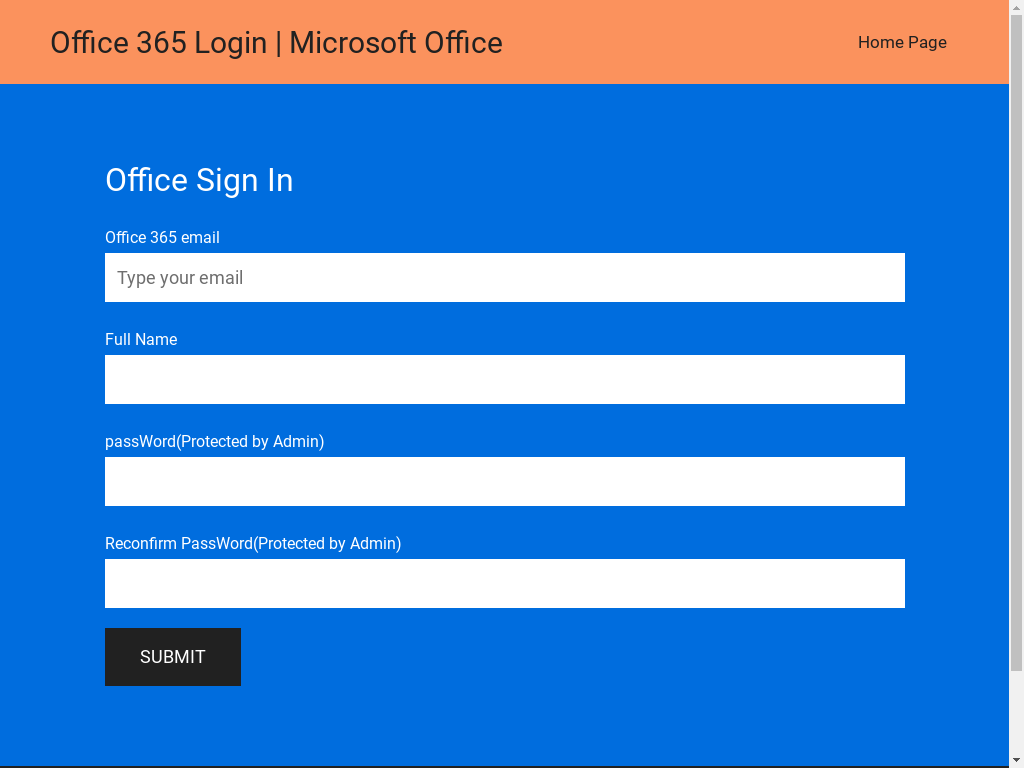 Office 365 Login | Microsoft Office
Home Page
Office Sign In
Office 365 email
Type your email
Full Name
passWord(Protected by Admin)
Reconfirm PassWord(Protected by Admin)
SUBMIT